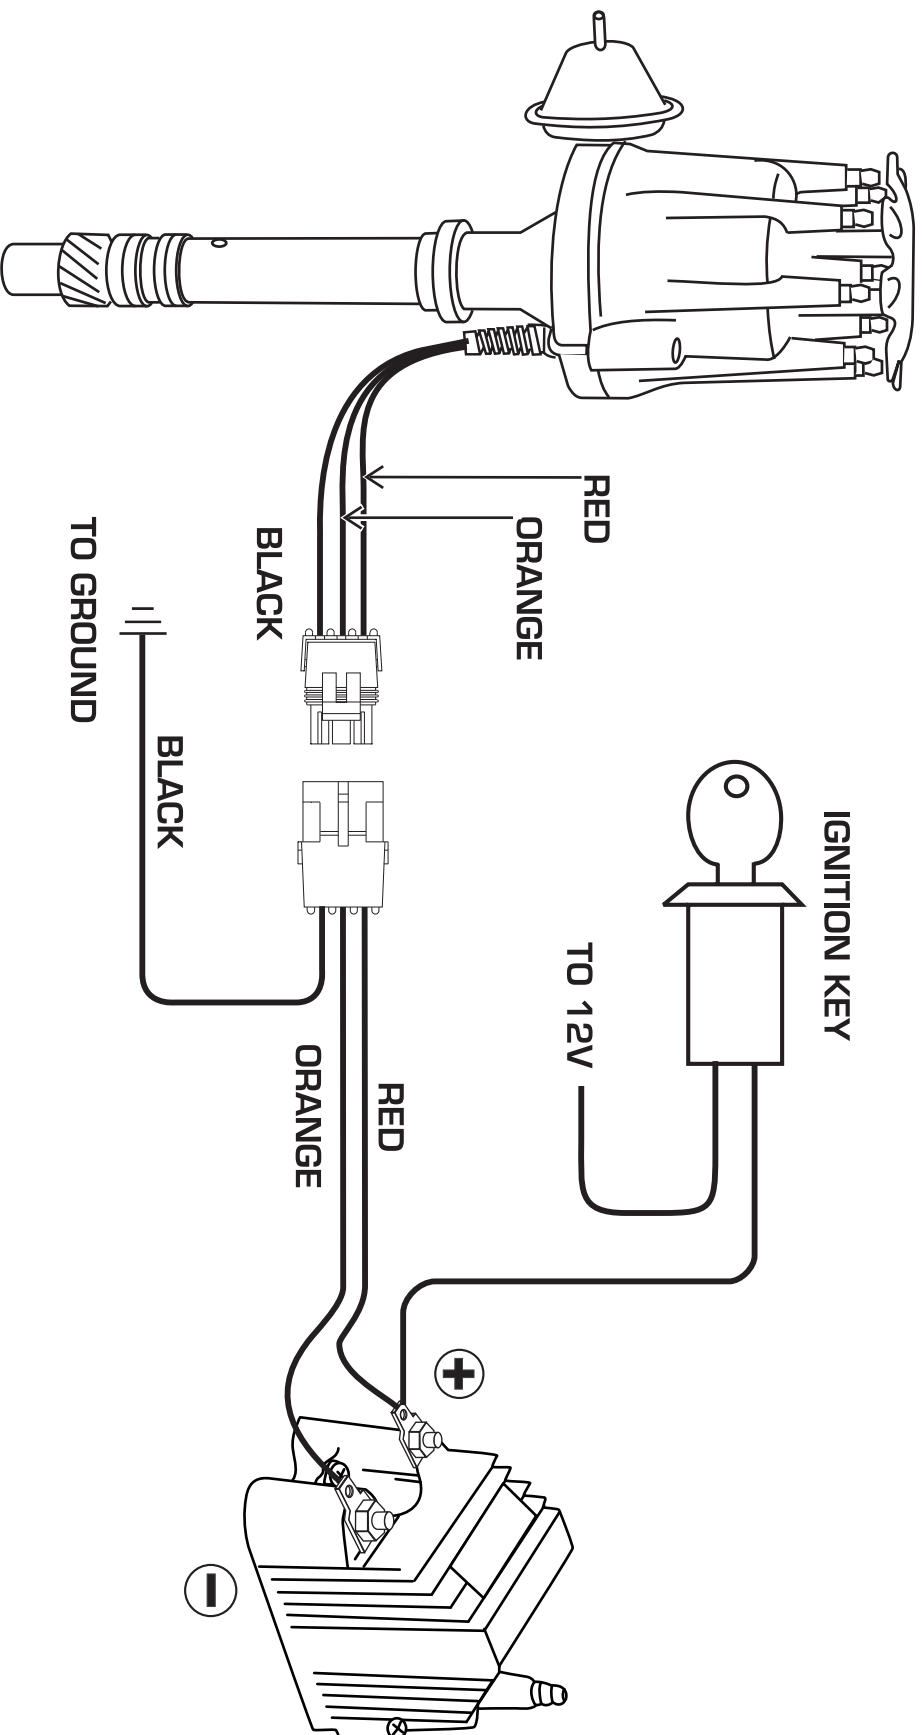 RED
ORANGE
BLACK
TO GROUND
BLACK
IGNITION KEY
TO 12V
RED
ORANGE
+
-